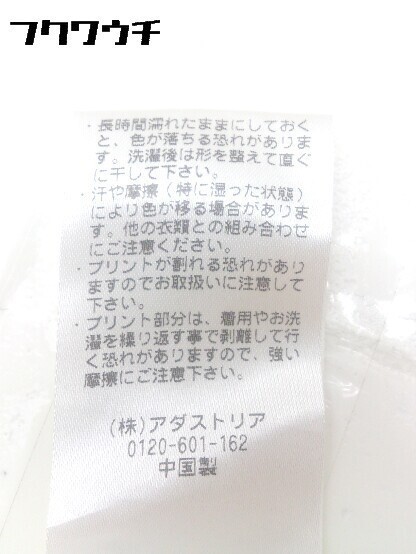 フクワウチ
・長時間濡れたままにしておく
と、色が落ちる恐れがありま
す。洗濯後は形を整えて直ぐ
に干して下さい。
・汗や摩擦（特に湿った状態）
により色が移る場合がありま
す。他の衣類との組み合わせ
にご注意ください。
・プリントが割れる恐れがあり
ますのでお取扱いに注意して
下さい。
・プリント部分は、着用やお洗
濯を繰り返す事で剥離して行
く恐れがありますので、強い
摩擦にご注意下さい。
(株)アダストリア
0120-601-162
中国製